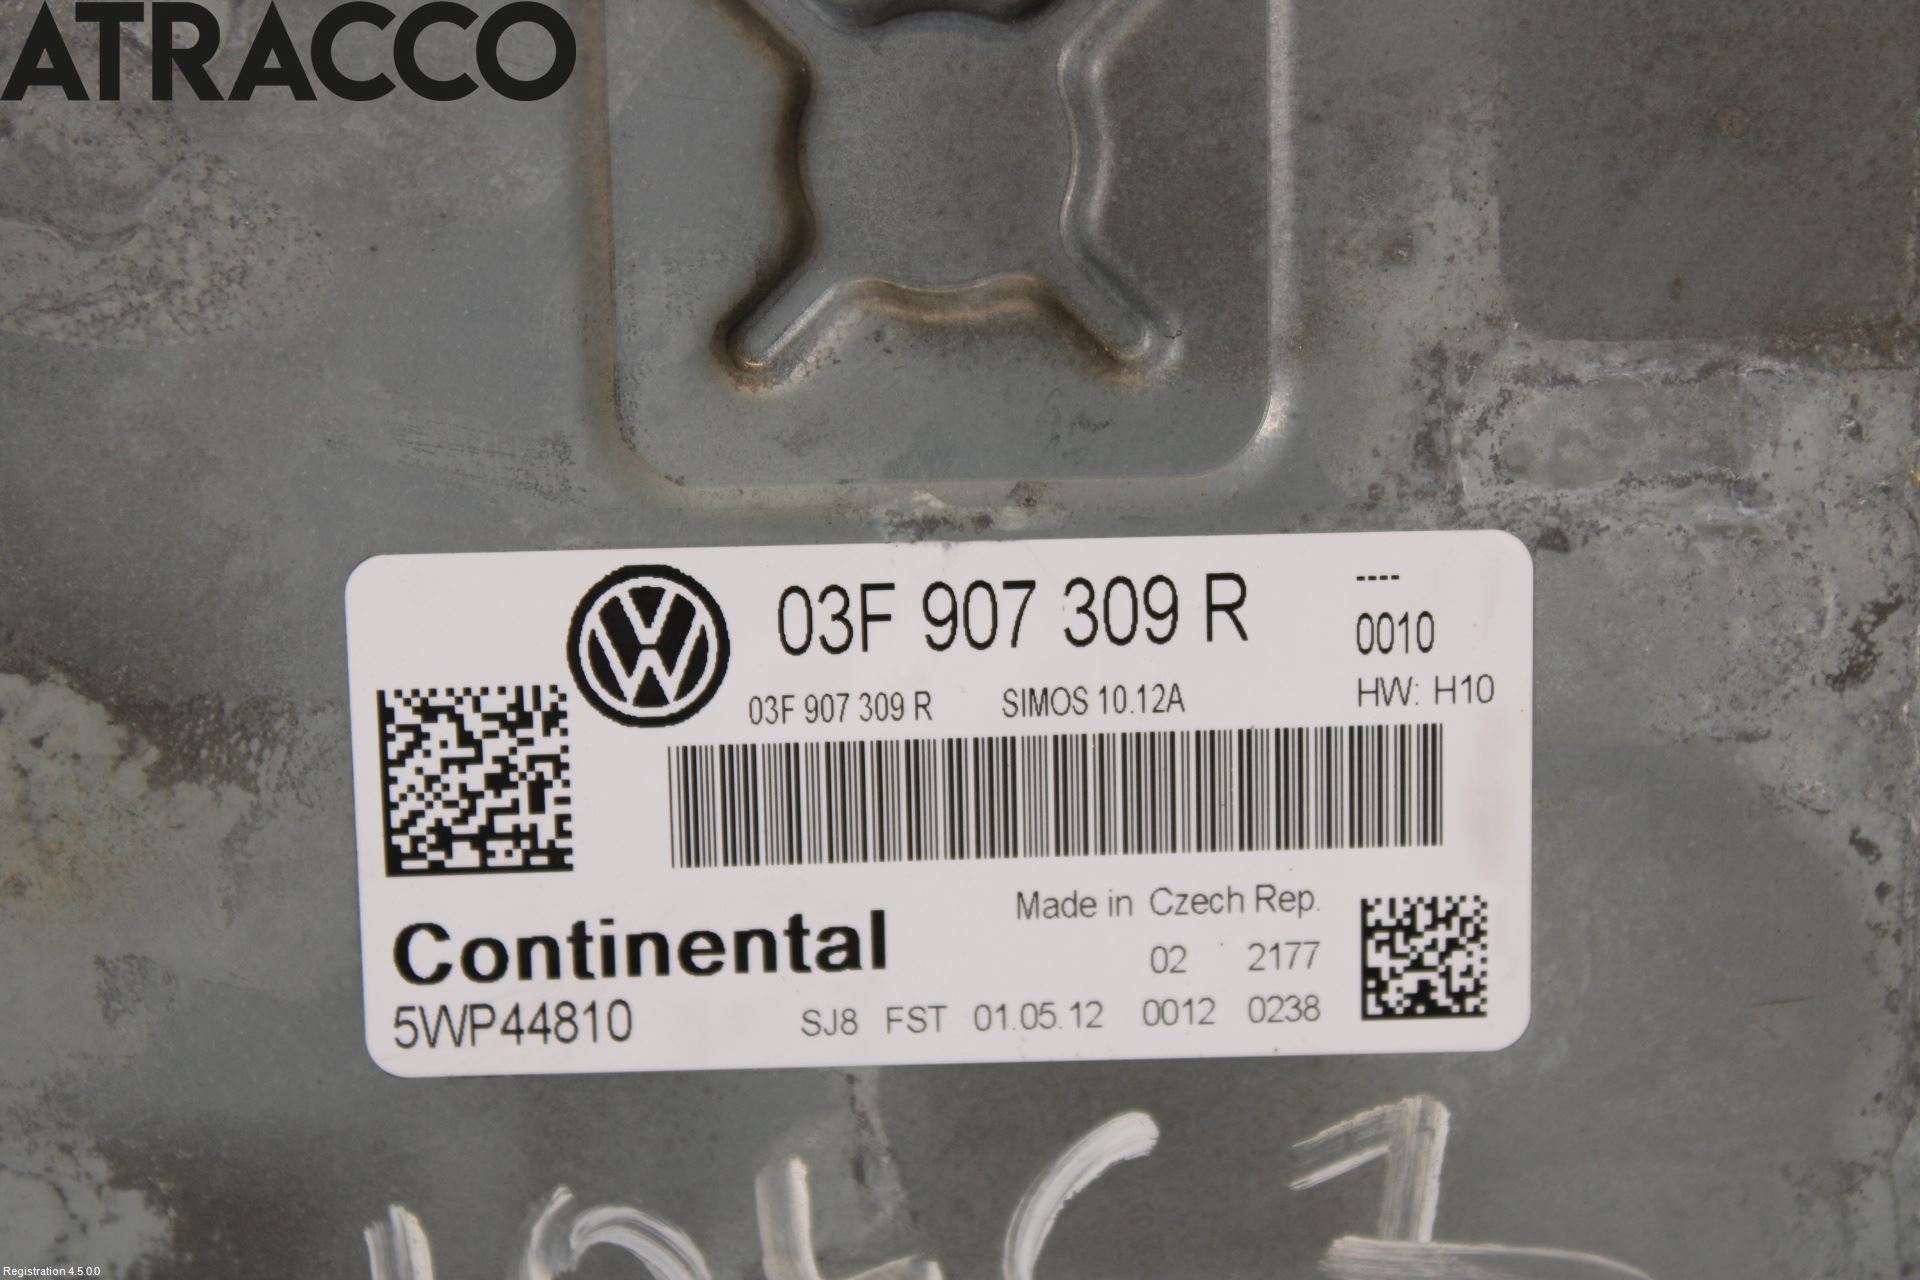 ATRACCO
03F 907 309 R ----
0010
03F 907 309 R SIMOS 10.12A HW: H10
Made in Czech Rep.
Continental 02 2177
5WP44810 SJ8 FST 01.05.12 0012 0238
Registration 4.5.0.0